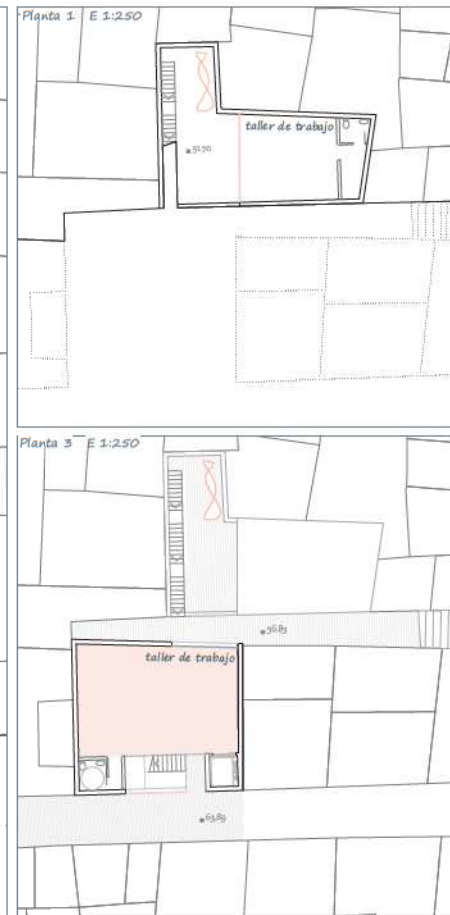 Planta 1 E 1:250
taller de trabajo
51.70
Planta 3 E 1:250
56.83
taller de trabajo
63.89